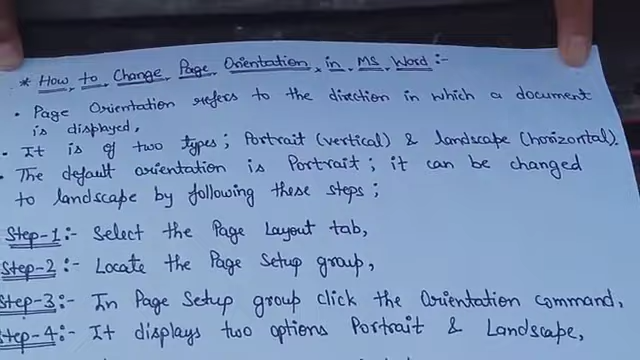 * How to Change Page Orientation in MS Word:-
• Page Orientation refers to the direction in which a document
is displayed,
• It is of two types; Portrait (vertical) & landscape (horizontal).
• The default orientation is Portrait; it can be changed
to landscape by following these steps;
Step-1:- Select the Page Layout tab,
Step-2:- Locate the Page Setup group,
Step-3:- In Page Setup group click the Orientation command,
Step-4:- It displays two options Portrait & Landscape,